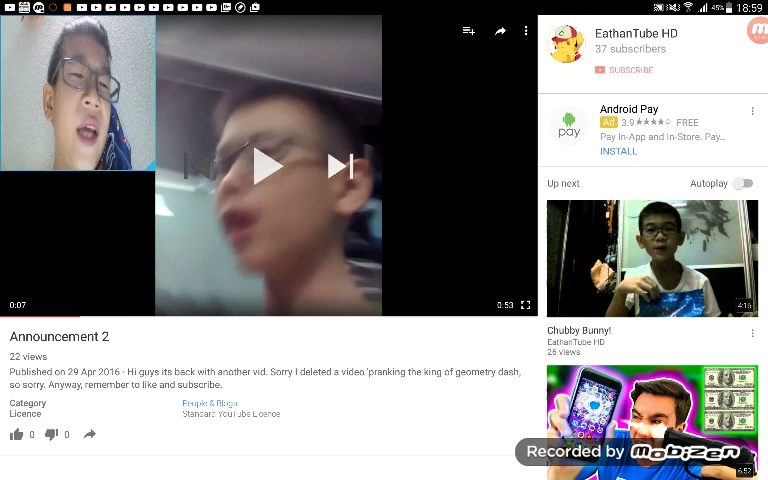 45% 18:59
EathanTube HD
37 subscribers
SUBSCRIBE
Android Pay
Ad 3.9 FREE
pay
Pay In-App and In-Store. Pay...
INSTALL
Up next
Autoplay
0:07
0:53
4:16
Announcement 2
22 views
Published on 29 Apr 2016 · Hi guys its back with another vid. Sorry I deleted a video 'pranking the king of geometry dash,
so sorry. Anyway, remember to like and subscribe.
Category
People & Blogs
Licence
Standard YouTube Licence
0
0
Chubby Bunny!
EathanTube HD
26 views
Recorded by mobizen
6:52